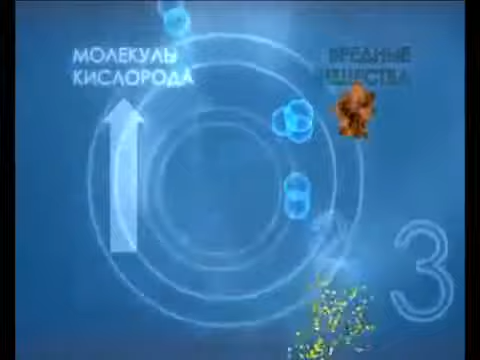 МОЛЕКУЛЫ
КИСЛОРОДА
ВРЕДНЫЕ
ВЕЩЕСТВА
3